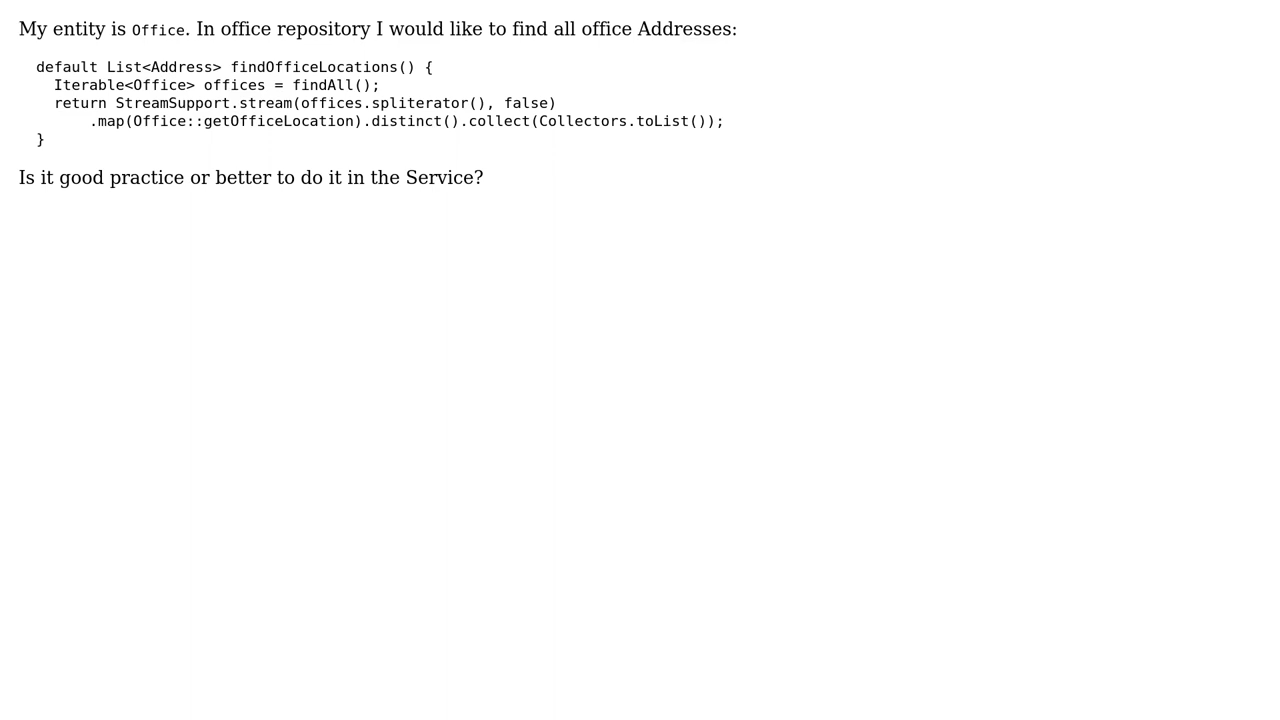 My entity is Office. In office repository I would like to find all office Addresses:
default List<Address> findOfficeLocations() {
Iterable<Office> offices = findAll();
return StreamSupport.stream(offices.spliterator(), false)
.map(Office::getOfficeLocation).distinct().collect(Collectors.toList());
}
Is it good practice or better to do it in the Service?